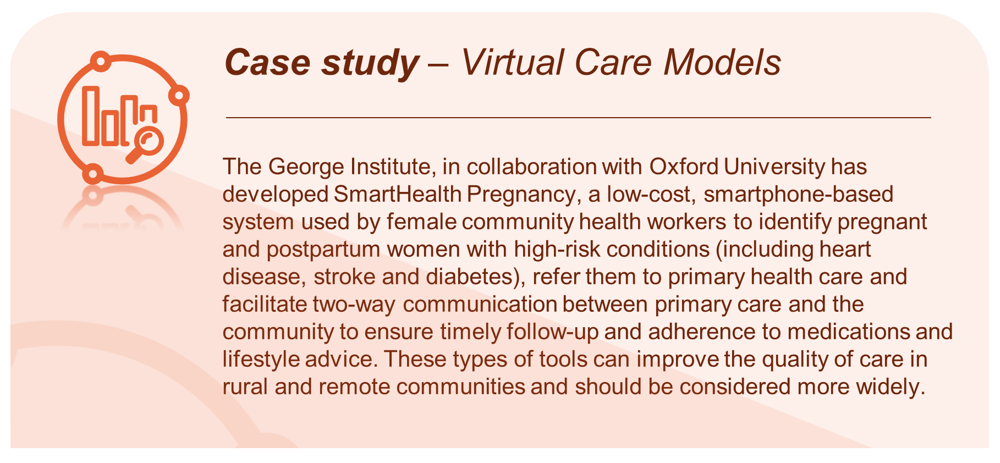 Case study – Virtual Care Models
The George Institute, in collaboration with Oxford University has
developed SmartHealth Pregnancy, a low-cost, smartphone-based
system used by female community health workers to identify pregnant
and postpartum women with high-risk conditions (including heart
disease, stroke and diabetes), refer them to primary health care and
facilitate two-way communication between primary care and the
community to ensure timely follow-up and adherence to medications and
lifestyle advice. These types of tools can improve the quality of care in
rural and remote communities and should be considered more widely.